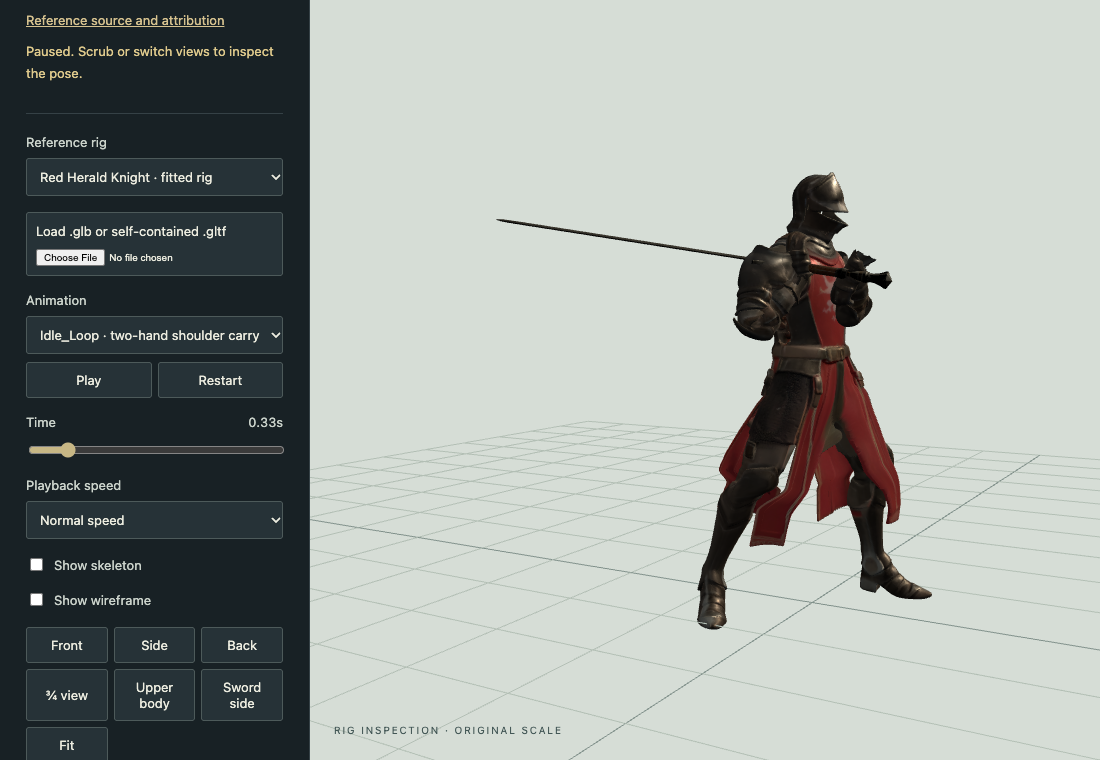 Reference source and attribution
Paused. Scrub or switch views to inspect
the pose.
Reference rig
Red Herald Knight · fitted rig
Load .glb or self-contained .gltf
Choose File No file chosen
Animation
Idle_Loop · two-hand shoulder carry
Play Restart
Time 0.33s
Playback speed
Normal speed
Show skeleton
Show wireframe
Front Side Back
¾ view Upper body Sword side
Fit
RIG INSPECTION · ORIGINAL SCALE